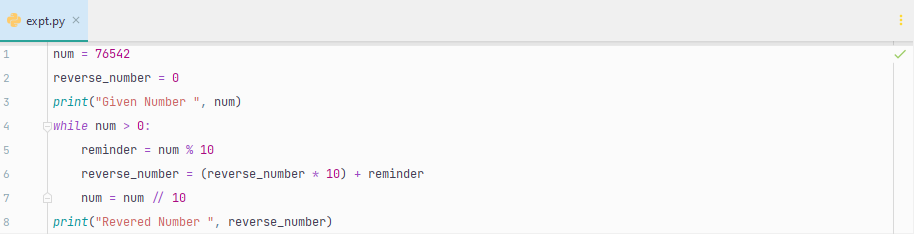 expt.py
1 num = 76542
2 reverse_number = 0
3 print("Given Number ", num)
4 while num > 0:
5     reminder = num % 10
6     reverse_number = (reverse_number * 10) + reminder
7     num = num // 10
8 print("Revered Number ", reverse_number)